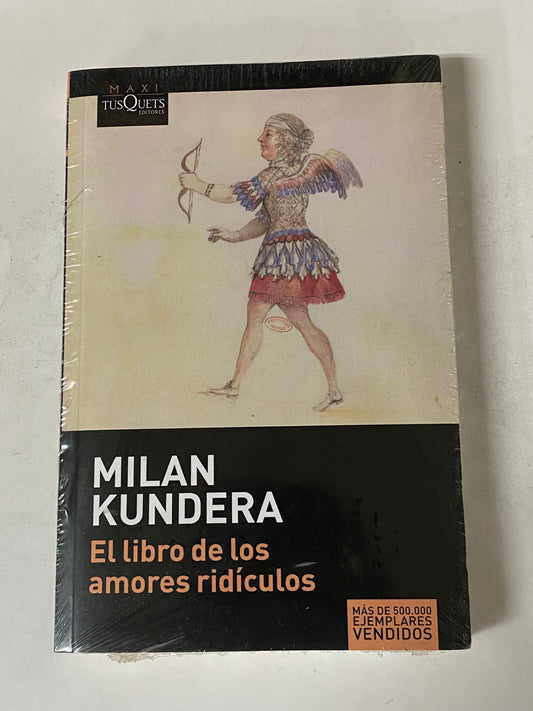 MAXI
TUSQUETS
EDITORES
MILAN
KUNDERA
El libro de los
amores ridículos
MÁS DE 500.000
EJEMPLARES
VENDIDOS